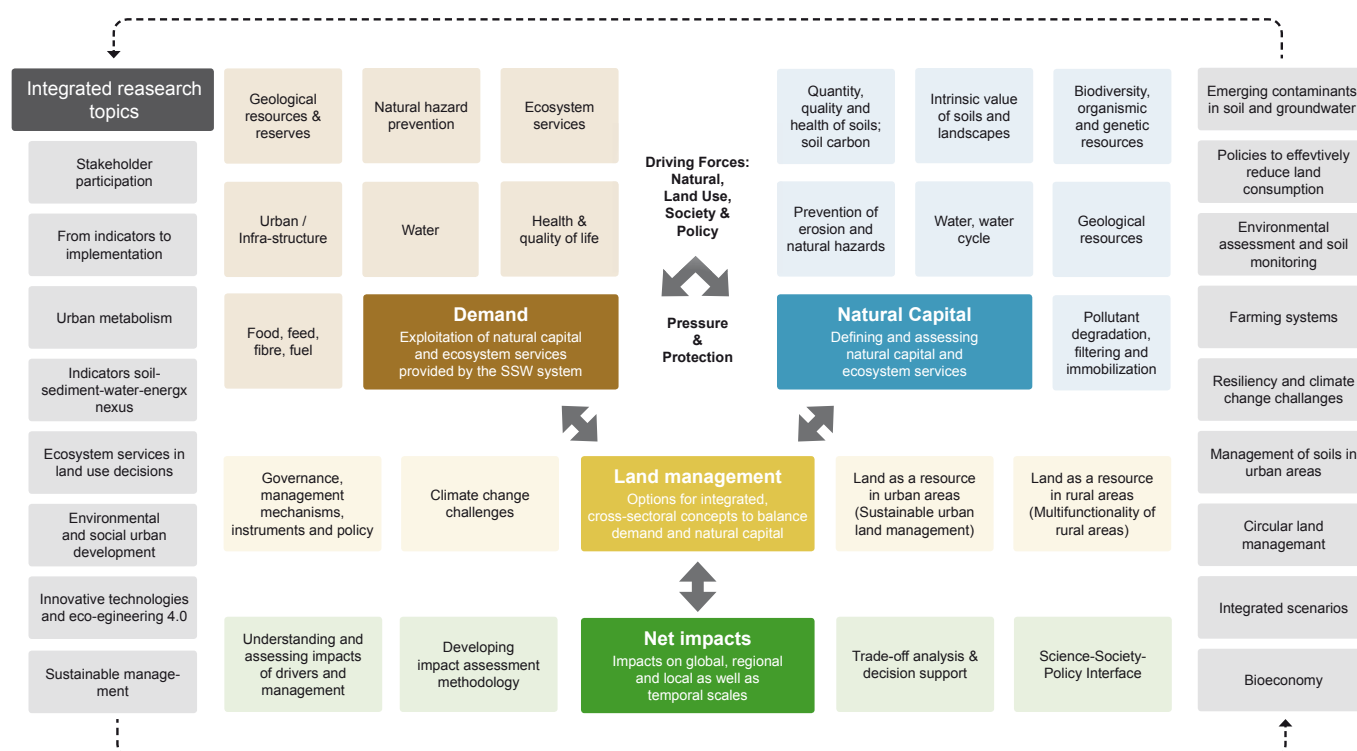 Integrated reasearch
topics
Stakeholder
participation
From indicators to
implementation
Urban metabolism
Indicators soil-
sediment-water-energx
nexus
Ecosystem services in
land use decisions
Environmental
and social urban
development
Innovative technologies
and eco-egineering 4.0
Sustainable manage-
ment
Geological
resources &
reserves
Natural hazard
prevention
Ecosystem
services
Urban /
Infra-structure
Water
Health &
quality of life
Food, feed,
fibre, fuel
Demand
Exploitation of natural capital
and ecosystem services
provided by the SSW system
Driving Forces:
Natural,
Land Use,
Society &
Policy
Pressure
&
Protection
Quantity,
quality and
health of soils;
soil carbon
Intrinsic value
of soils and
landscapes
Biodiversity,
organismic
and genetic
resources
Prevention of
erosion and
natural hazards
Water, water
cycle
Geological
resources
Natural Capital
Defining and assessing
natural capital and
ecosystem services
Pollutant
degradation,
filtering and
immobilization
Governance,
management
mechanisms,
instruments and policy
Climate change
challenges
Land management
Options for integrated,
cross-sectoral concepts to balance
demand and natural capital
Land as a resource
in urban areas
(Sustainable urban
land management)
Land as a resource
in rural areas
(Multifunctionality of
rural areas)
Understanding and
assessing impacts
of drivers and
management
Developing
impact assessment
methodology
Net impacts
Impacts on global, regional
and local as well as
temporal scales
Trade-off analysis &
decision support
Science-Society-
Policy Interface
Emerging contaminants
in soil and groundwater
Policies to effevtively
reduce land
consumption
Environmental
assessment and soil
monitoring
Farming systems
Resiliency and climate
change challanges
Management of soils in
urban areas
Circular land
managemant
Integrated scenarios
Bioeconomy